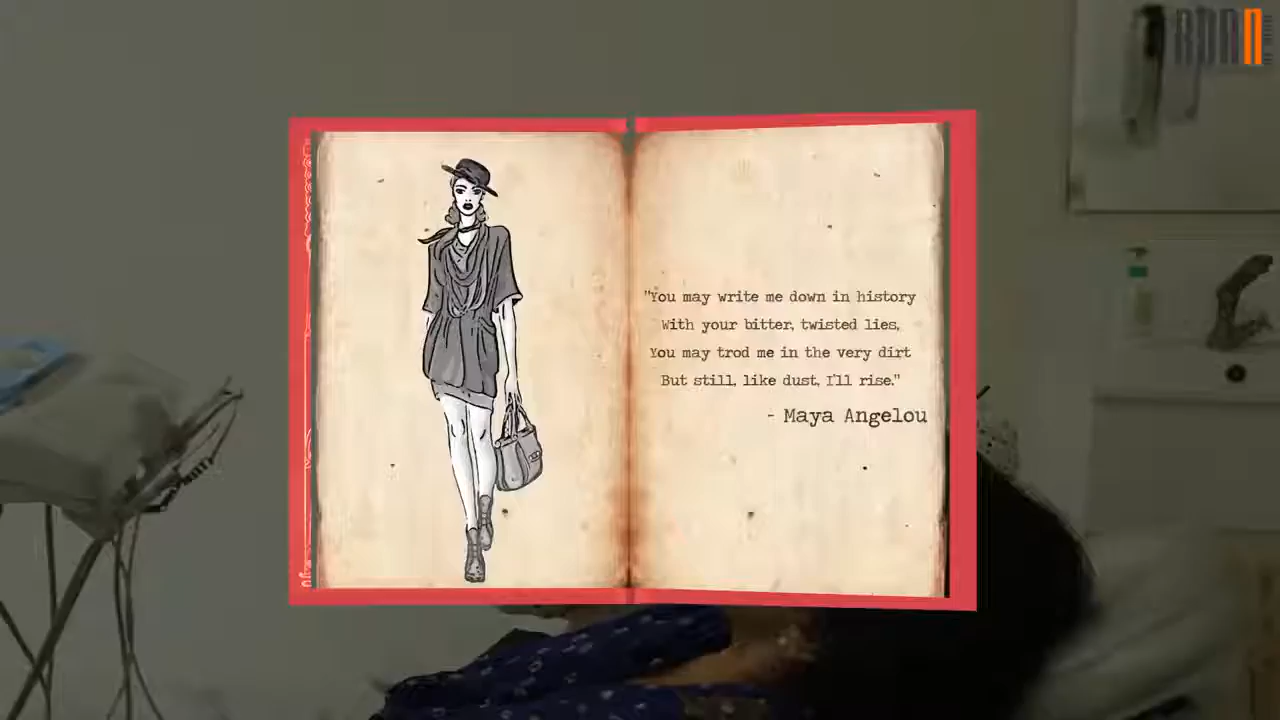 "You may write me down in history
With your bitter, twisted lies,
You may trod me in the very dirt
But still, like dust, I'll rise."
- Maya Angelou